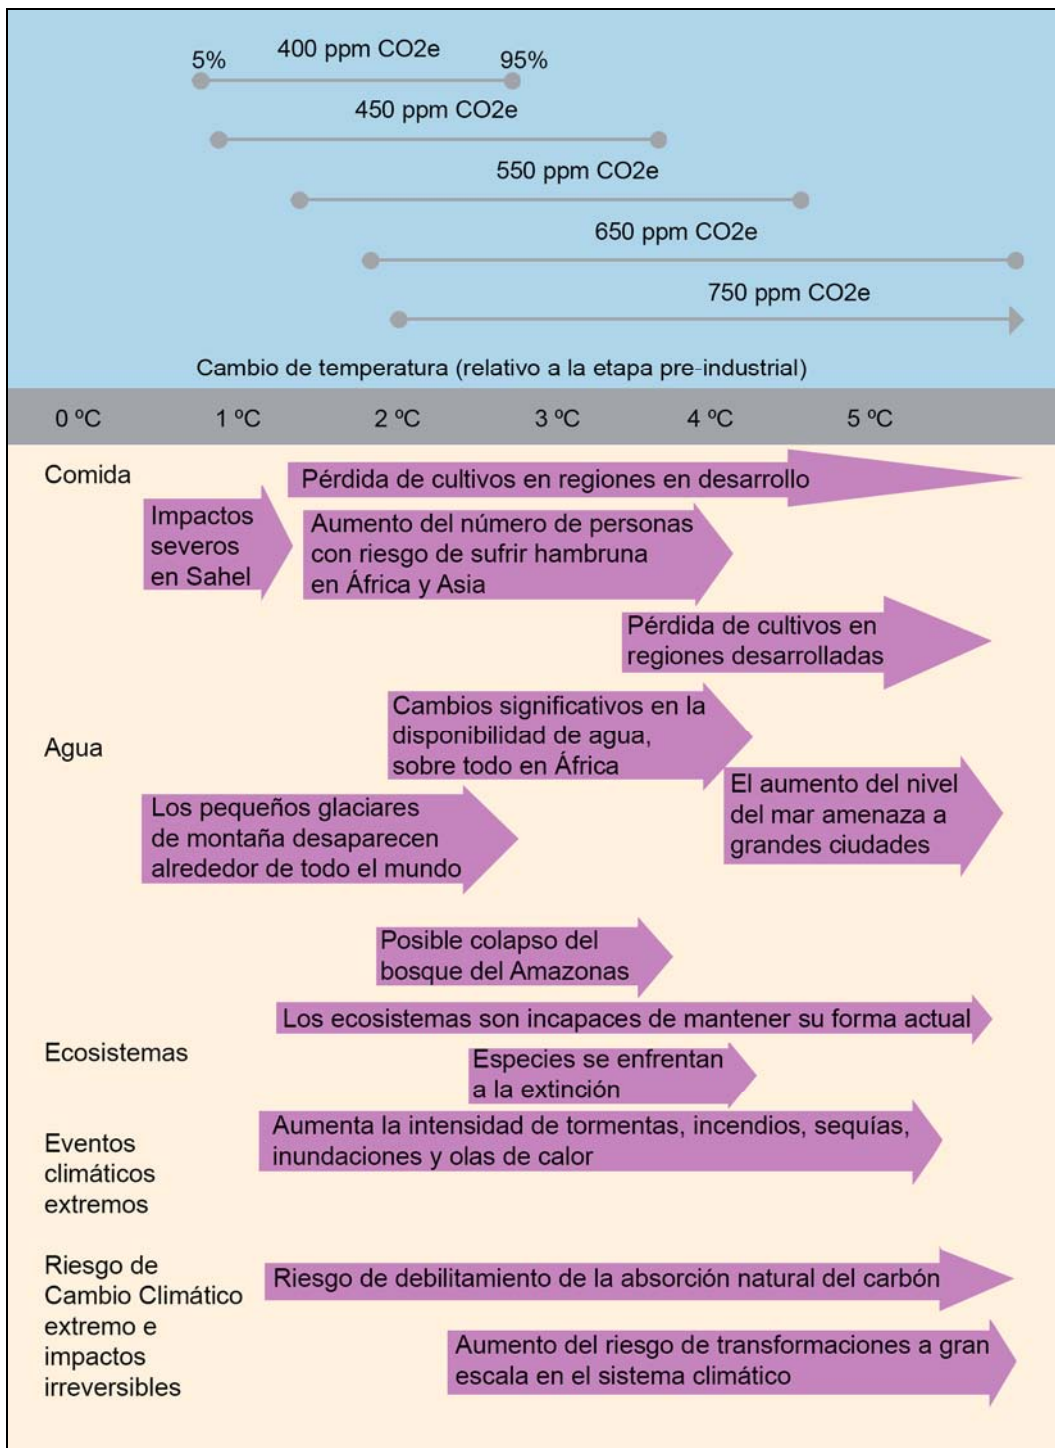 400 ppm CO2e
5%
95%
450 ppm CO2e
550 ppm CO2e
650 ppm CO2e
750 ppm CO2e
Cambio de temperatura (relativo a la etapa pre-industrial)
0 ºC 1 ºC 2 ºC 3 ºC 4 ºC 5 ºC
Comida
Pérdida de cultivos en regiones en desarrollo
Impactos
severos
en Sahel
Aumento del número de personas
con riesgo de sufrir hambruna
en África y Asia
Pérdida de cultivos en
regiones desarrolladas
Agua
Cambios significativos en la
disponibilidad de agua,
sobre todo en África
El aumento del nivel
del mar amenaza a
grandes ciudades
Los pequeños glaciares
de montaña desaparecen
alrededor de todo el mundo
Posible colapso del
bosque del Amazonas
Los ecosistemas son incapaces de mantener su forma actual
Ecosistemas
Especies se enfrentan
a la extinción
Aumenta la intensidad de tormentas, incendios, sequías,
inundaciones y olas de calor
Eventos
climáticos
extremos
Riesgo de
Cambio Climático
extremo e
impactos
irreversibles
Riesgo de debilitamiento de la absorción natural del carbón
Aumento del riesgo de transformaciones a gran
escala en el sistema climático